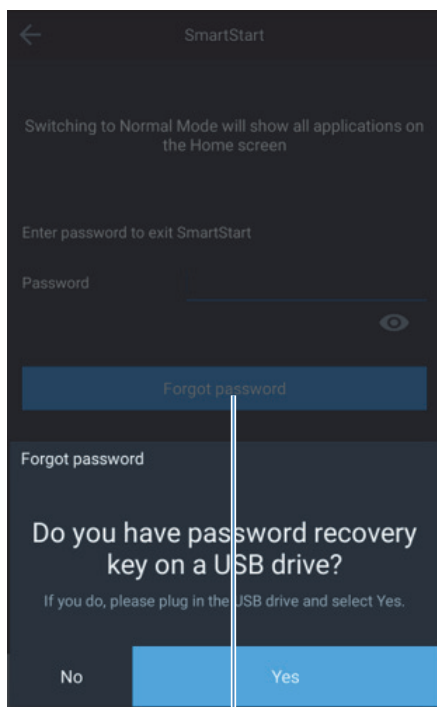 SmartStart
Switching to Normal Mode will show all applications on
the Home screen
Enter password to exit SmartStart
Password
Forgot password
Forgot password
Do you have password recovery
key on a USB drive?
If you do, please plug in the USB drive and select Yes.
No
Yes